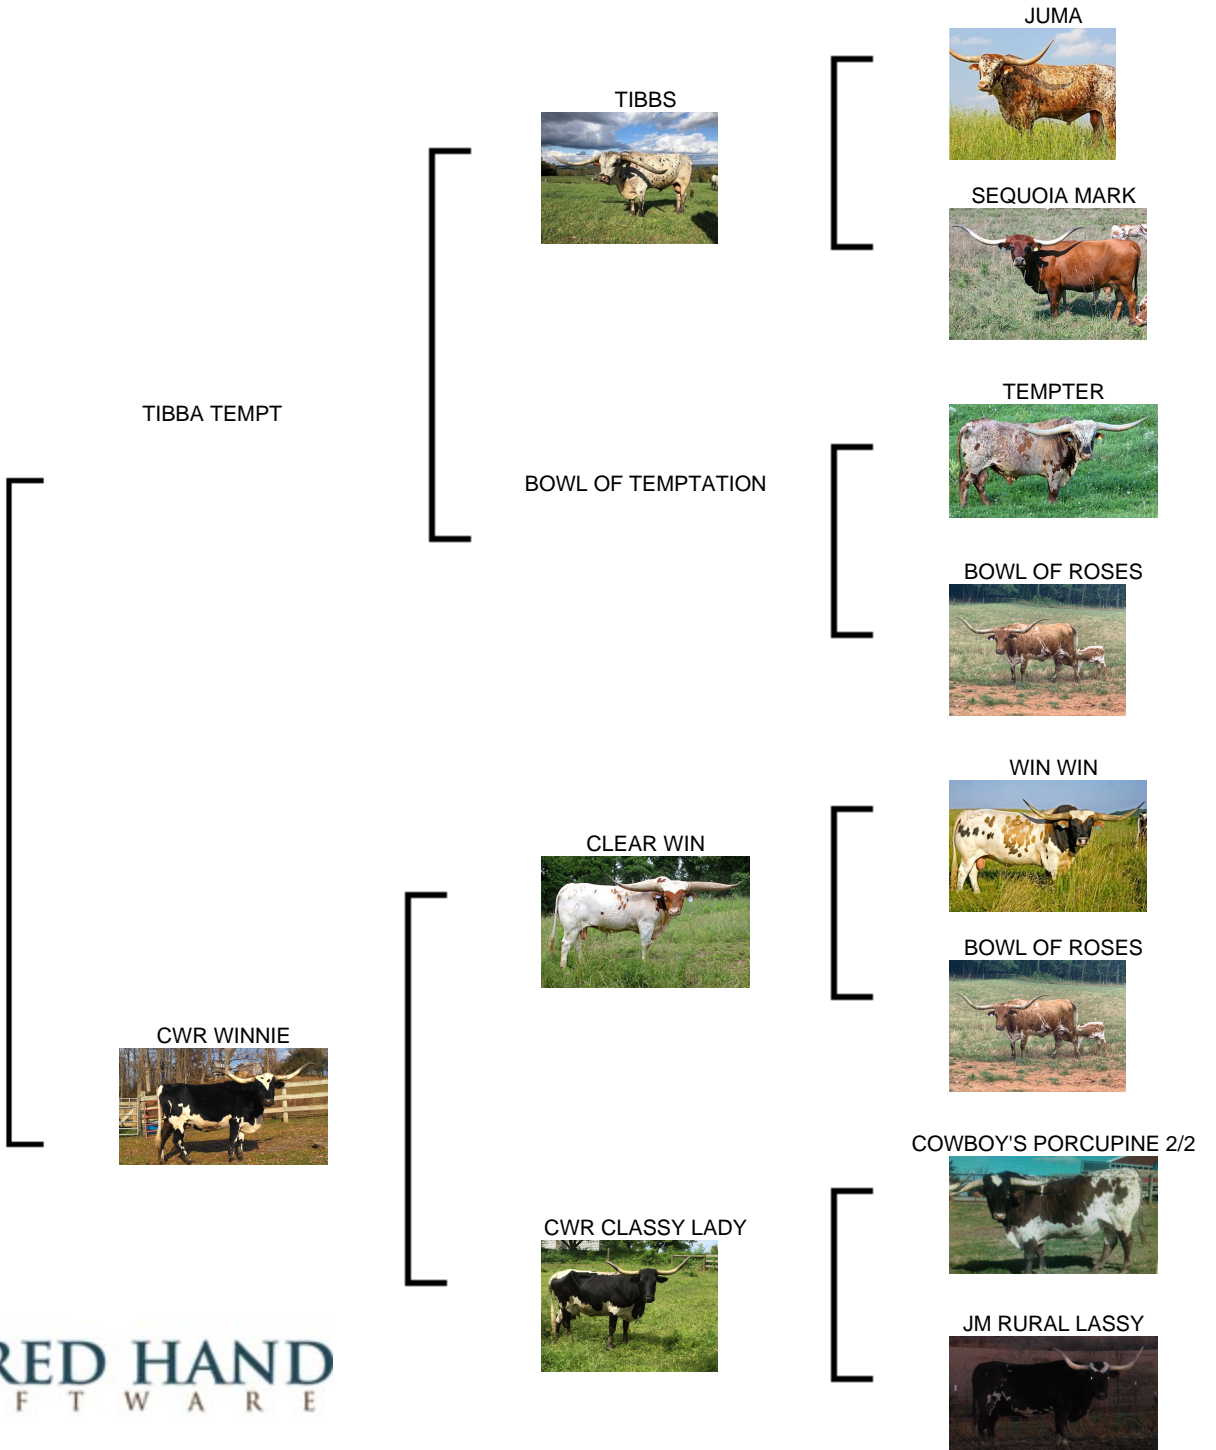 JUMA
TIBBS
SEQUOIA MARK
TEMPTER
TIBBA TEMPT
BOWL OF TEMPTATION
BOWL OF ROSES
WIN WIN
CLEAR WIN
BOWL OF ROSES
CWR WINNIE
COWBOY'S PORCUPINE 2/2
CWR CLASSY LADY
JM RURAL LASSY
RED HAND
FTWARE